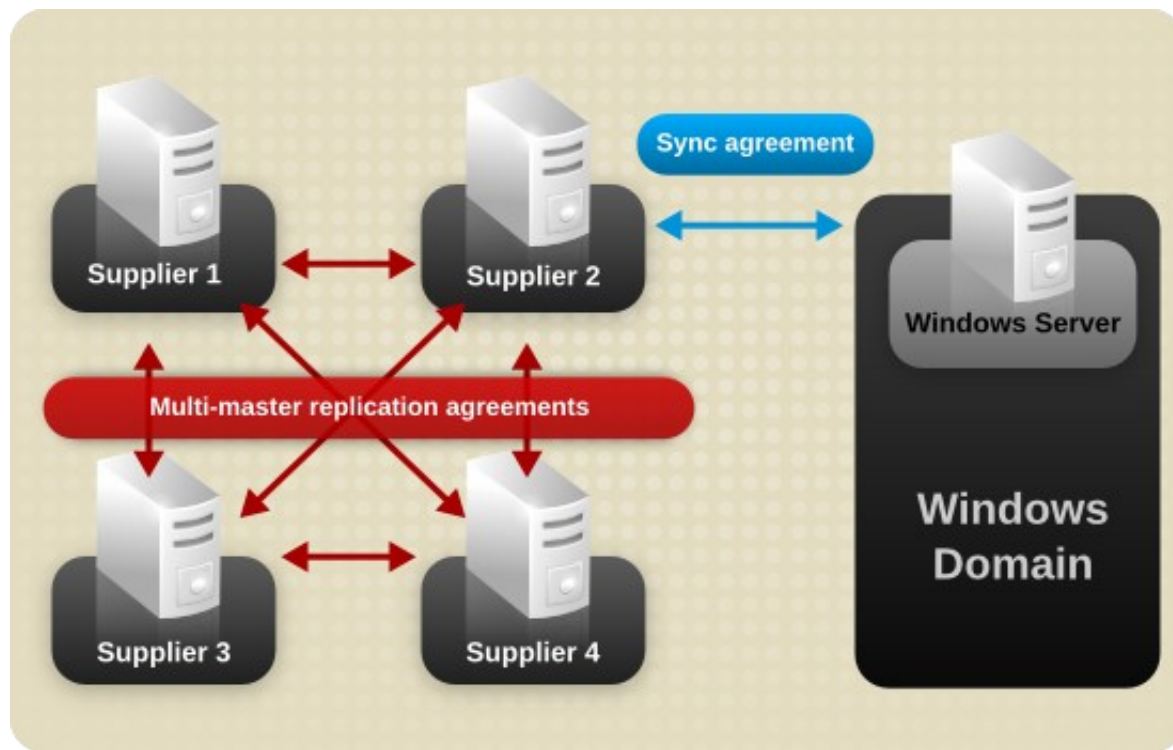 Sync agreement
Supplier 1
Supplier 2
Windows Server
Multi-master replication agreements
Windows
Domain
Supplier 3
Supplier 4